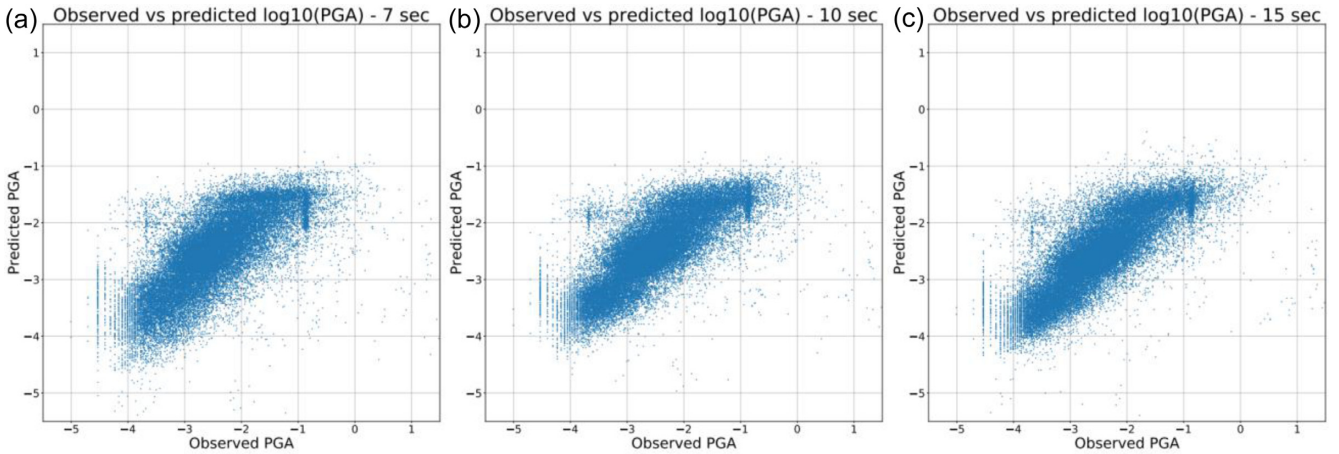 (a) Observed vs predicted log10(PGA) - 7 sec
1
0
−1
−2
−3
−4
−5
Predicted PGA
−5 −4 −3 −2 −1 0 1
Observed PGA
(b) Observed vs predicted log10(PGA) - 10 sec
1
0
−1
−2
−3
−4
−5
Predicted PGA
−5 −4 −3 −2 −1 0 1
Observed PGA
(c) Observed vs predicted log10(PGA) - 15 sec
1
0
−1
−2
−3
−4
−5
Predicted PGA
−5 −4 −3 −2 −1 0 1
Observed PGA